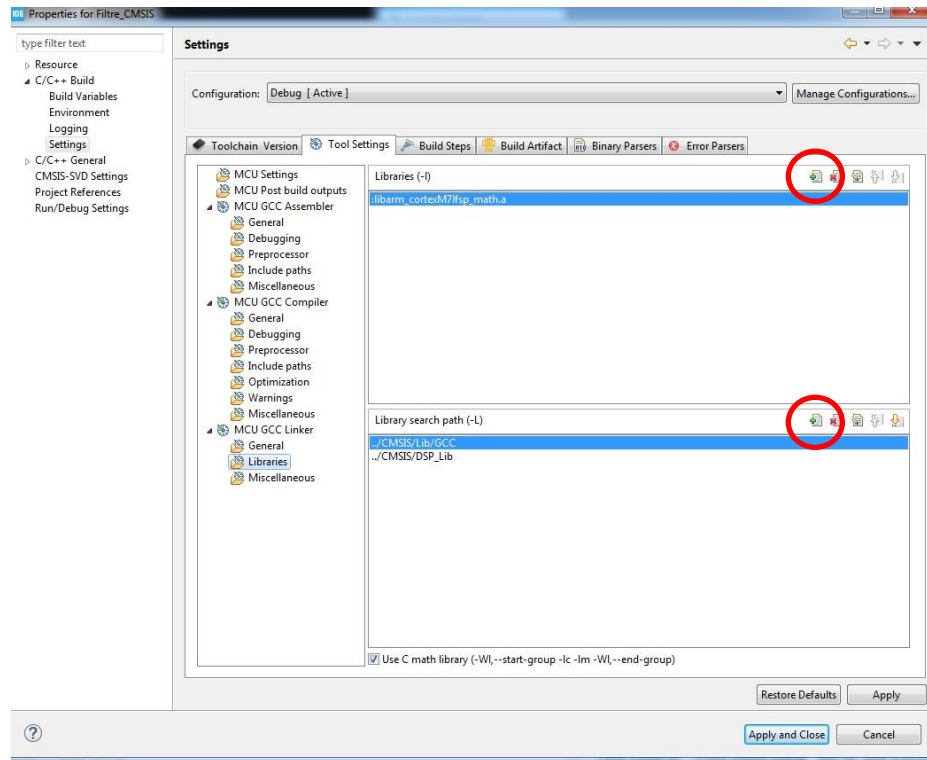 IDE Properties for Filtre_CMSIS
type filter text
Resource
C/C++ Build
Build Variables
Environment
Logging
Settings
C/C++ General
CMSIS-SVD Settings
Project References
Run/Debug Settings
Settings
Configuration: Debug [ Active ]
Manage Configurations...
Toolchain Version
Tool Settings
Build Steps
Build Artifact
Binary Parsers
Error Parsers
MCU Settings
MCU Post build outputs
MCU GCC Assembler
General
Debugging
Preprocessor
Include paths
Miscellaneous
MCU GCC Compiler
General
Debugging
Preprocessor
Include paths
Optimization
Warnings
Miscellaneous
MCU GCC Linker
General
Libraries
Miscellaneous
Libraries (-l)
:libarm_cortexM7lfsp_math.a
Library search path (-L)
../CMSIS/Lib/GCC
../CMSIS/DSP_Lib
Use C math library (-Wl,--start-group -lc -lm -Wl,--end-group)
Restore Defaults
Apply
Apply and Close
Cancel